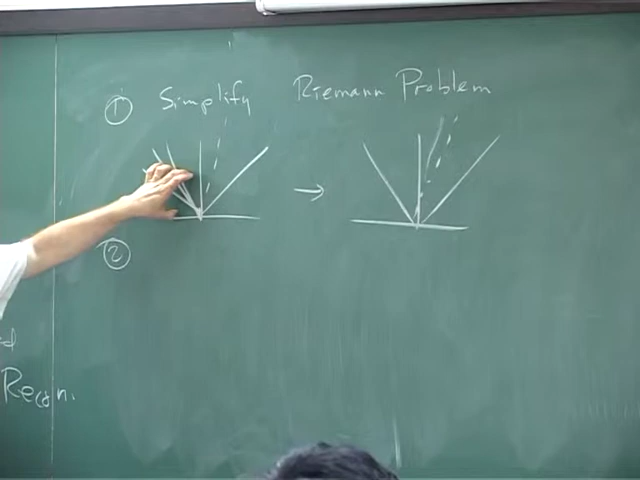 ① Simplify Riemann Problem
→
②
Recon.